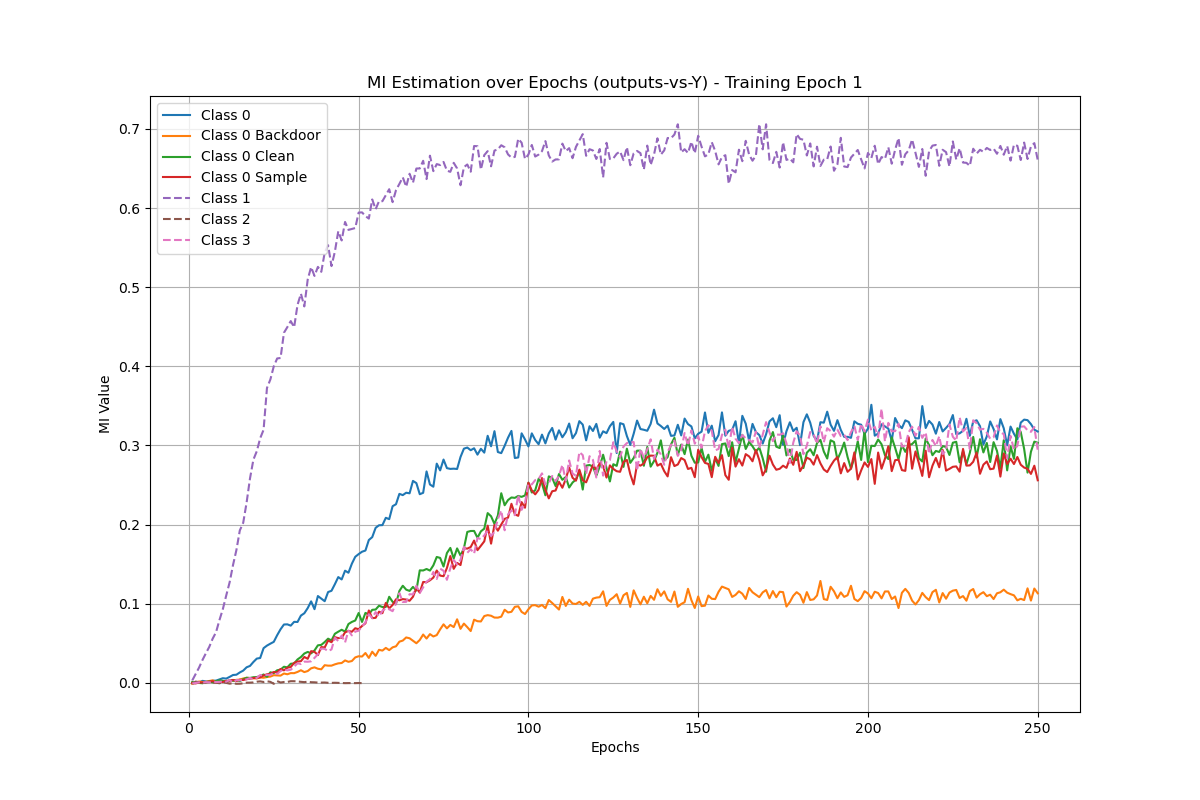 MI Estimation over Epochs (outputs-vs-Y) - Training Epoch 1
Class 0
Class 0 Backdoor
Class 0 Clean
Class 0 Sample
Class 1
Class 2
Class 3
0.7
0.6
0.5
0.4
0.3
0.2
0.1
0.0
MI Value
0 50 100 150 200 250
Epochs